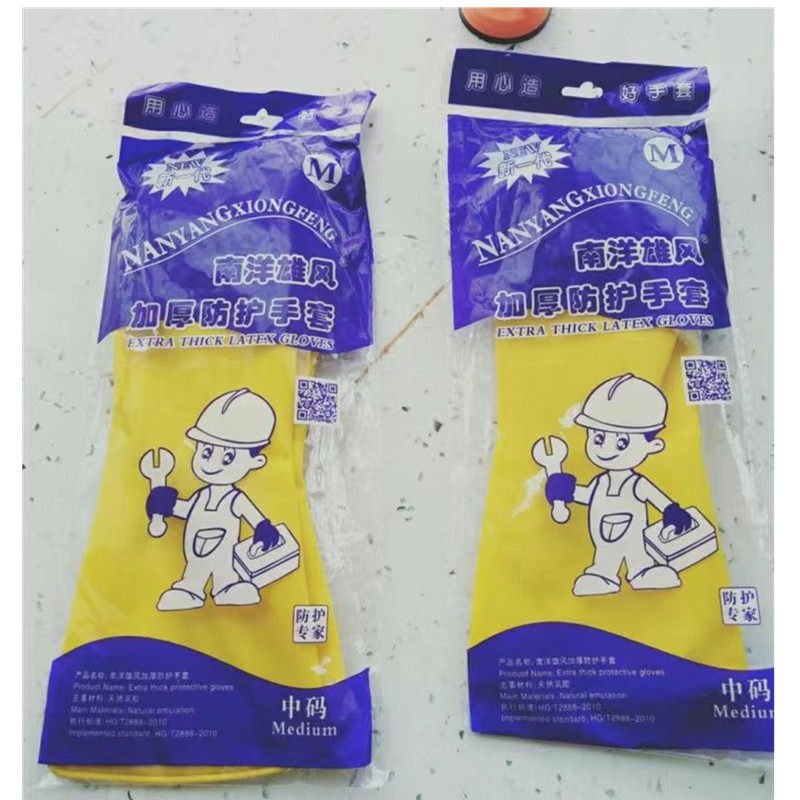 用心造
NEW
新一代
M
NANYANGXIONGFENG
南洋雄风
加厚防护手套
EXTRA THICK LATEX GLOVES
防护
专家
产品名称:南洋雄风加厚防护手套
Product Name: Extra thick protective gloves
主要材料:天然乳胶
Main Materials: Natural emulation
执行标准:HG/T2888-2010
Implemented standard :HG/T2888-2010
中码
Medium
用心造 好手套
NEW
新一代
M
NANYANGXIONGFENG
南洋雄风®
加厚防护手套
EXTRA THICK LATEX GLOVES
防护
专家
产品名称:南洋雄风加厚防护手套
Product Name: Extra thick protective gloves
主要材料:天然乳胶
Main Materials: Natural emulation
执行标准:HG/T2888-2010
Implemented standard :HG/T2888-2010
中码
Medium